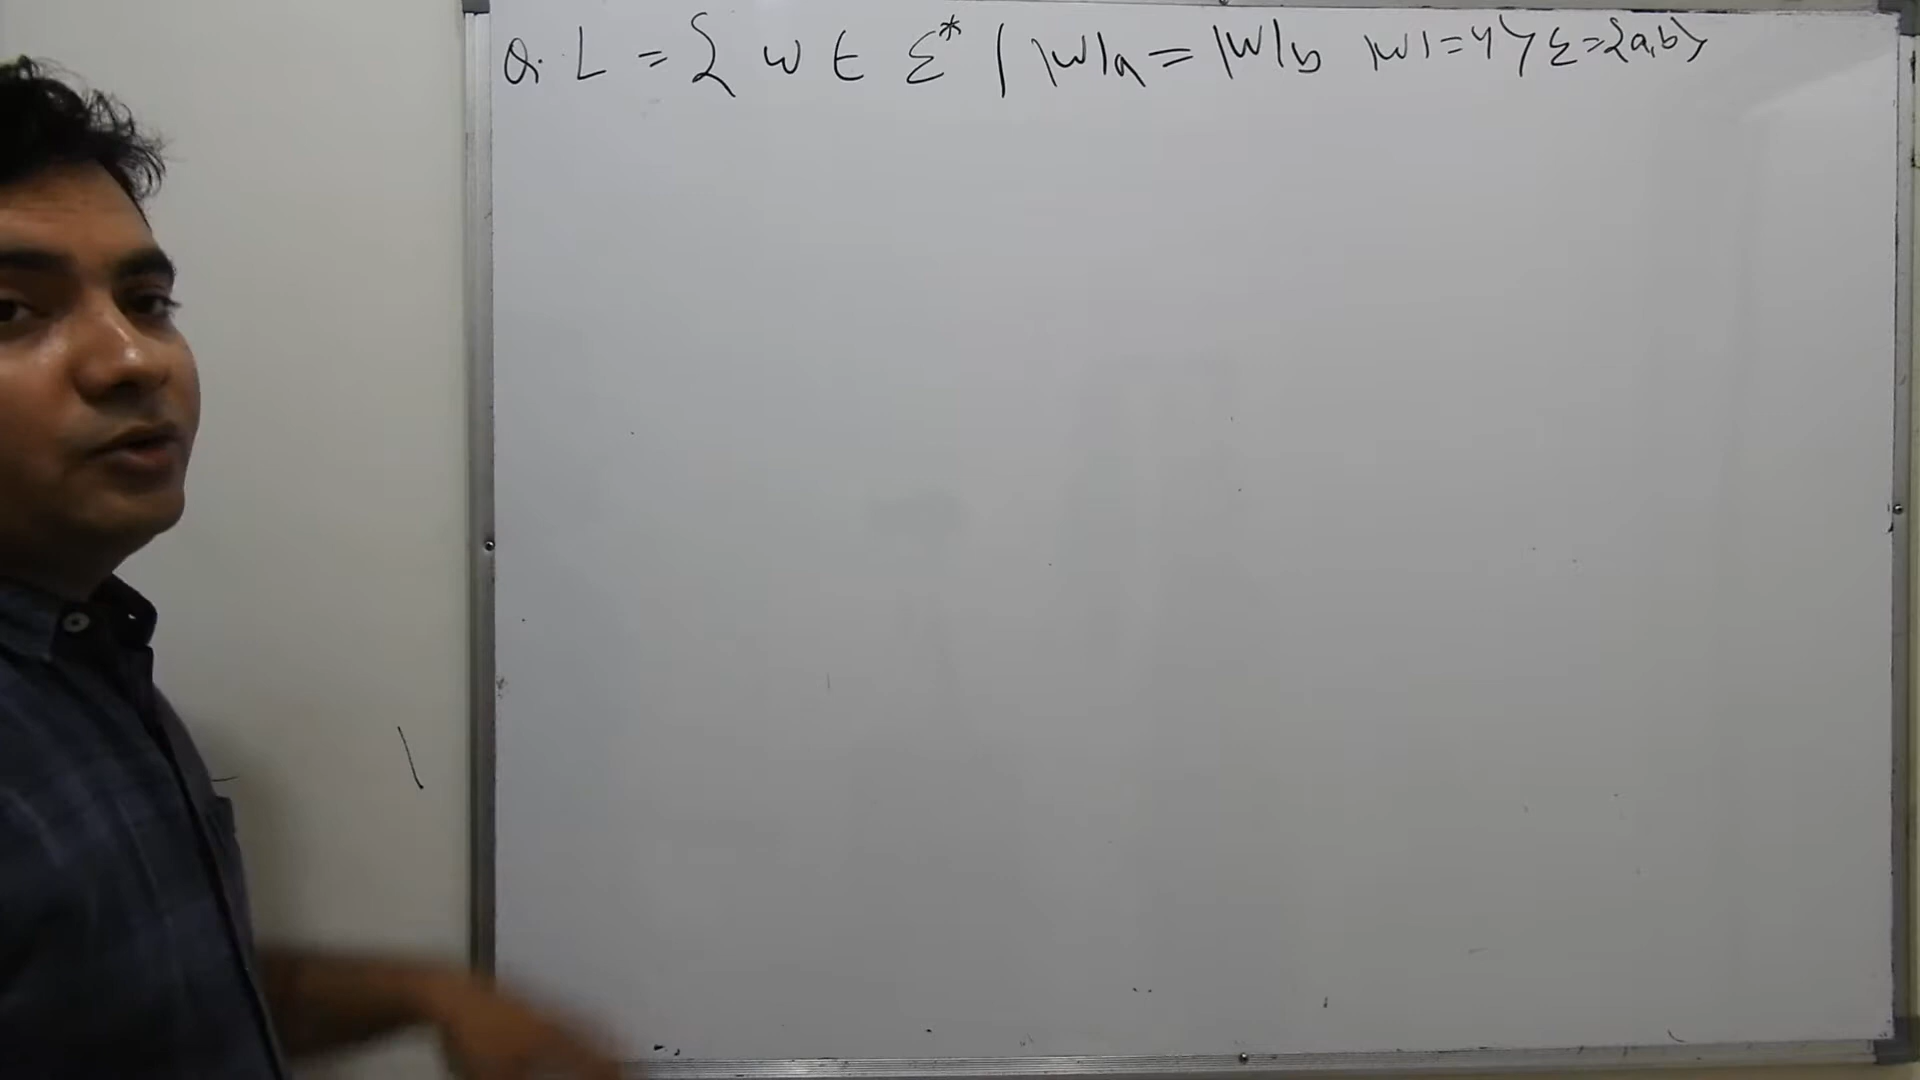 Q. L = { w ∈ Σ* | |w|a = |w|b |w| = 4} Σ = {a,b}